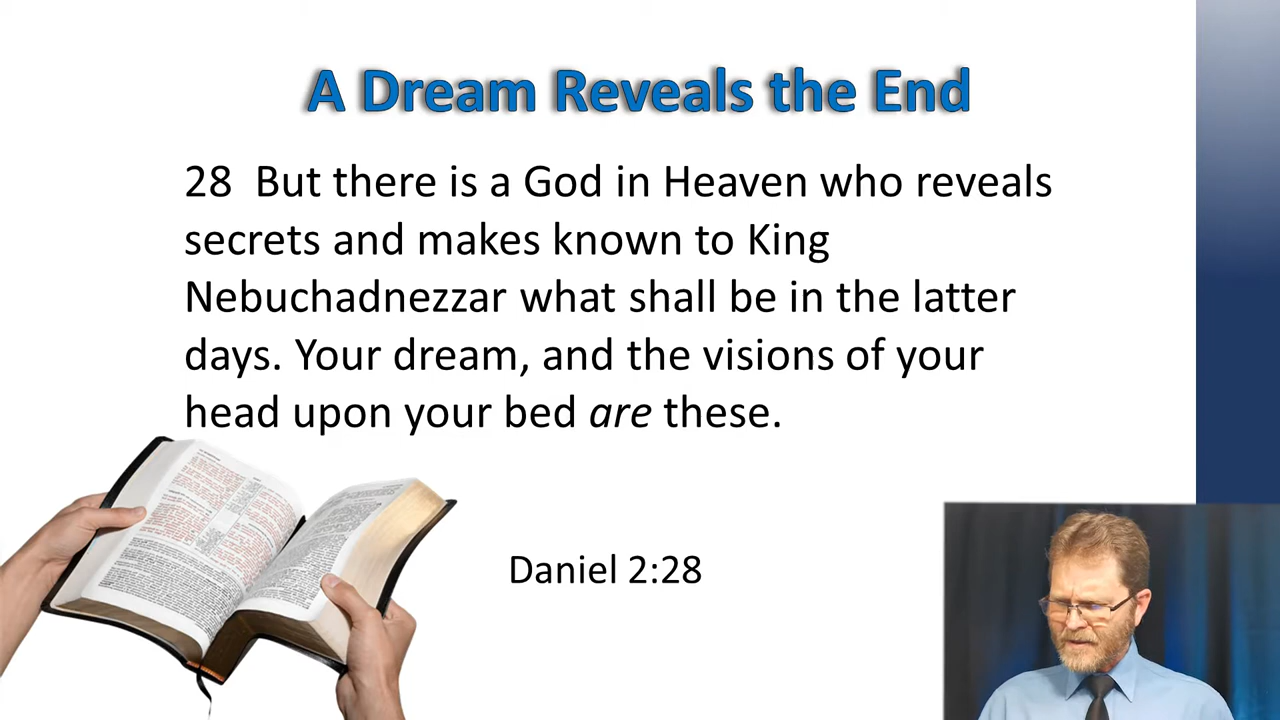 A Dream Reveals the End
28 But there is a God in Heaven who reveals
secrets and makes known to King
Nebuchadnezzar what shall be in the latter
days. Your dream, and the visions of your
head upon your bed are these.
Daniel 2:28